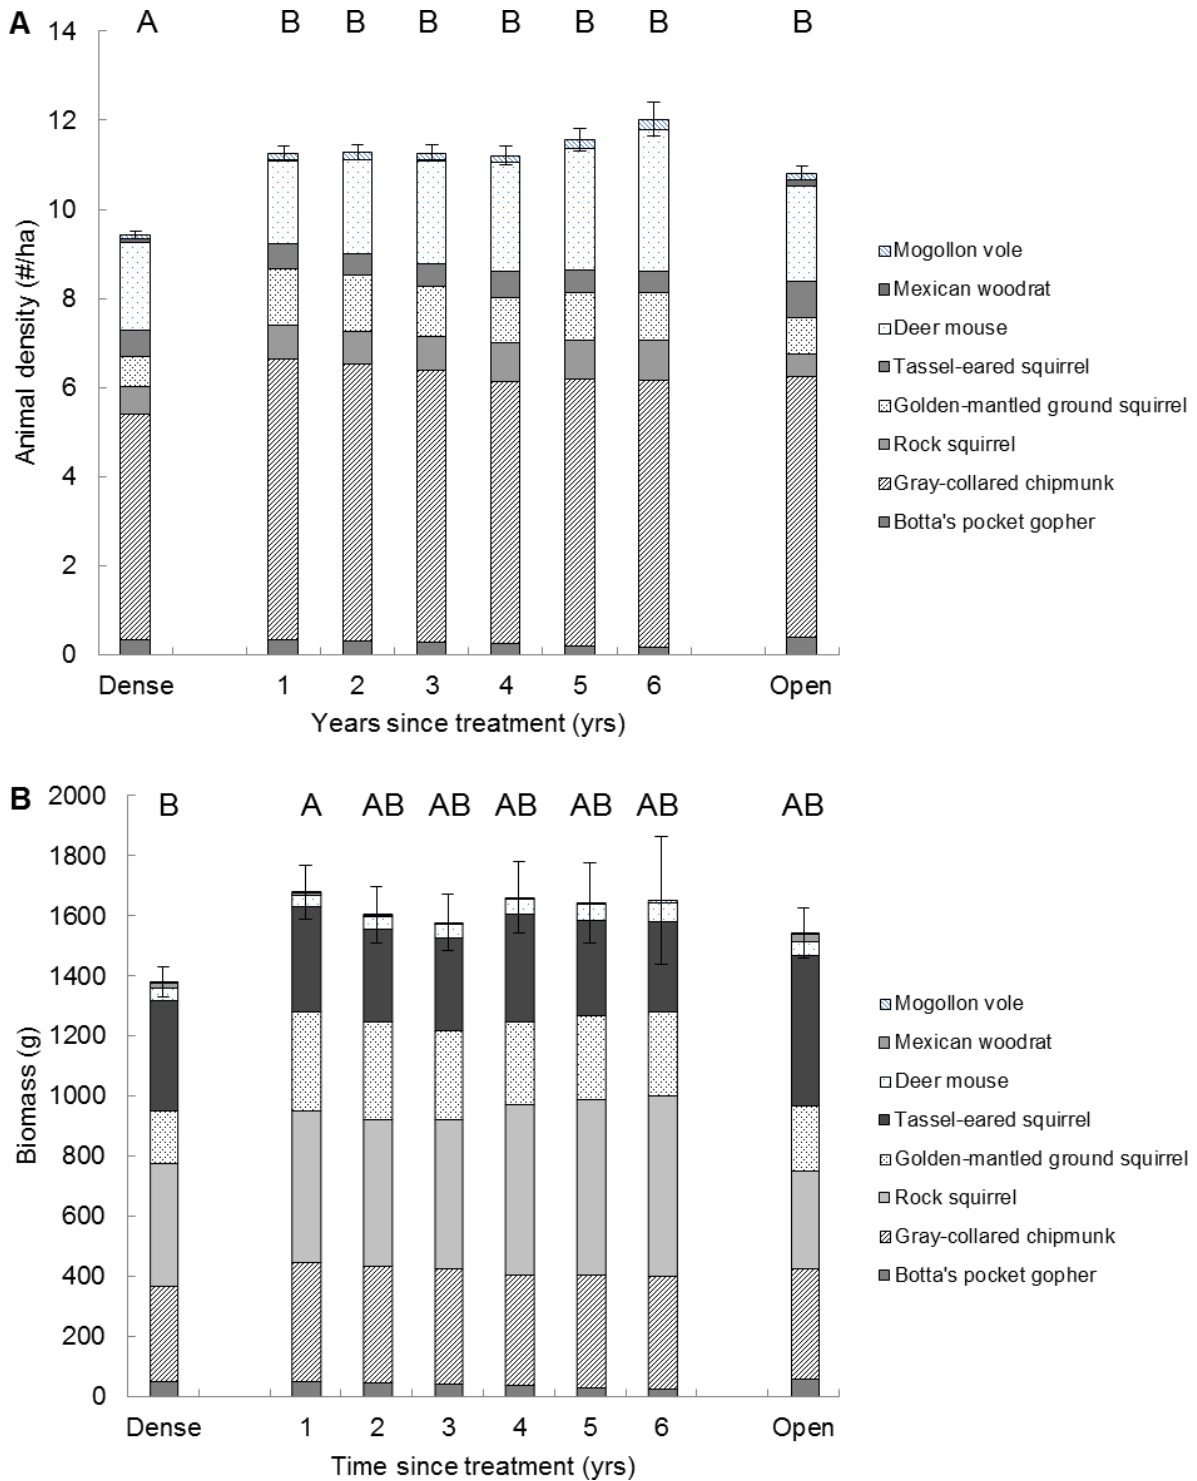 A
A B B B B B B B
14
12
10
8
6
4
2
0
Animal density (#/ha)
Dense 1 2 3 4 5 6 Open
Years since treatment (yrs)
Mogollon vole
Mexican woodrat
Deer mouse
Tassel-eared squirrel
Golden-mantled ground squirrel
Rock squirrel
Gray-collared chipmunk
Botta's pocket gopher
B
B A AB AB AB AB AB AB
2000
1800
1600
1400
1200
1000
800
600
400
200
0
Biomass (g)
Dense 1 2 3 4 5 6 Open
Time since treatment (yrs)
Mogollon vole
Mexican woodrat
Deer mouse
Tassel-eared squirrel
Golden-mantled ground squirrel
Rock squirrel
Gray-collared chipmunk
Botta's pocket gopher